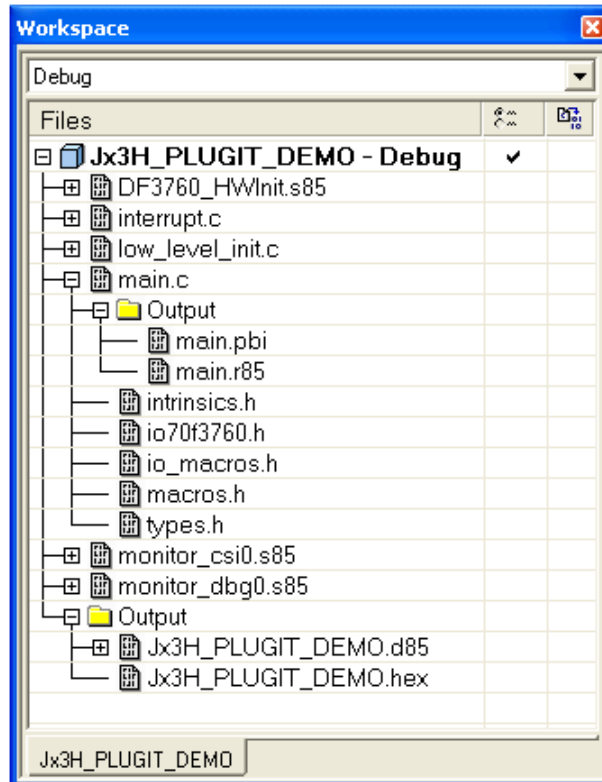 Workspace
Debug
Files
Jx3H_PLUGIT_DEMO - Debug
DF3760_HWInit.s85
interrupt.c
low_level_init.c
main.c
Output
main.pbi
main.r85
intrinsics.h
io70f3760.h
io_macros.h
macros.h
types.h
monitor_csi0.s85
monitor_dbg0.s85
Output
Jx3H_PLUGIT_DEMO.d85
Jx3H_PLUGIT_DEMO.hex
Jx3H_PLUGIT_DEMO